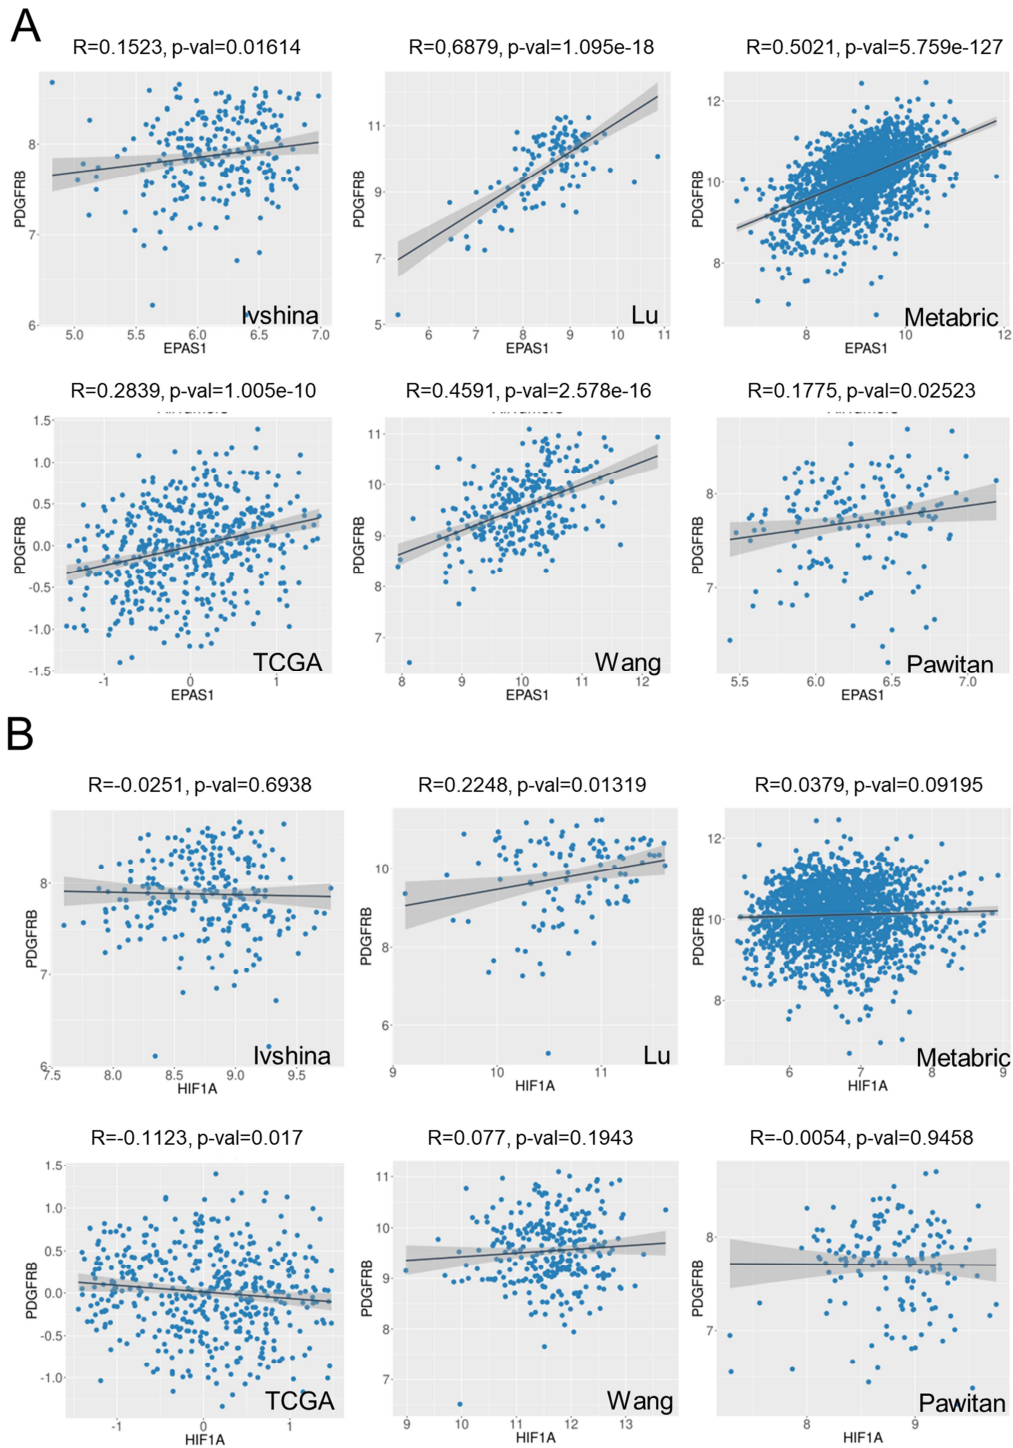 A
R=0.1523, p-val=0.01614
R=0,6879, p-val=1.095e-18
R=0.5021, p-val=5.759e-127
PDGFRB
8
7
6
5.0 5.5 6.0 6.5 7.0
EPAS1
Ivshina
PDGFRB
11
9
7
5
6 7 8 9 10 11
EPAS1
Lu
PDGFRB
12
10
8
8 10 12
EPAS1
Metabric
R=0.2839, p-val=1.005e-10
R=0.4591, p-val=2.578e-16
R=0.1775, p-val=0.02523
PDGFRB
1.5
1.0
0.5
0.0
-0.5
-1.0
-1.5
-1 0 1
EPAS1
TCGA
PDGFRB
11
10
9
8
7
8 9 10 11 12
EPAS1
Wang
PDGFRB
8
7
5.5 6.0 6.5 7.0
EPAS1
Pawitan
B
R=-0.0251, p-val=0.6938
R=0.2248, p-val=0.01319
R=0.0379, p-val=0.09195
PDGFRB
8
7
6
7.5 8.0 8.5 9.0 9.5
HIF1A
Ivshina
PDGFRB
10
8
6
9 10 11
HIF1A
Lu
PDGFRB
12
10
8
6 7 8 9
HIF1A
Metabric
R=-0.1123, p-val=0.017
R=0.077, p-val=0.1943
R=-0.0054, p-val=0.9458
PDGFRB
1.5
1.0
0.5
0.0
-0.5
-1.0
-1 0 1
HIF1A
TCGA
PDGFRB
11
10
9
8
7
9 10 11 12 13
HIF1A
Wang
PDGFRB
8
7
8 9
HIF1A
Pawitan